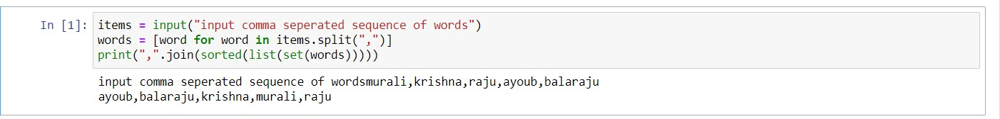 In [1]: items = input("input comma seperated sequence of words")
words = [word for word in items.split(",")]
print(",".join(sorted(list(set(words)))))
input comma seperated sequence of wordsmurali,krishna,raju,ayoub,balaraju
ayoub,balaraju,krishna,murali,raju